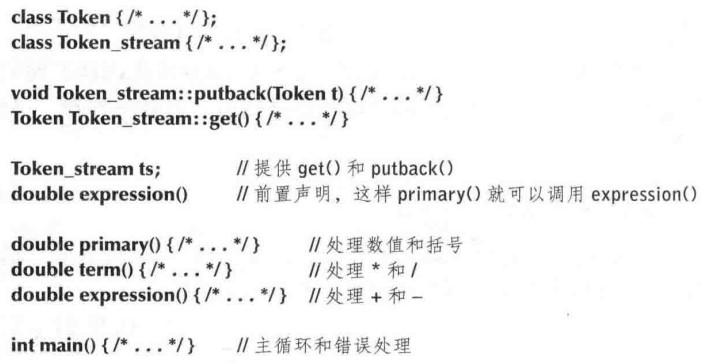 class Token { /* . . . */ };
class Token_stream { /* . . . */ };
void Token_stream::putback(Token t) { /* . . . */ }
Token Token_stream::get() { /* . . . */ }
Token_stream ts; // 提供 get() 和 putback()
double expression() // 前置声明，这样 primary() 就可以调用 expression()
double primary() { /* . . . */ } // 处理数值和括号
double term() { /* . . . */ } // 处理 * 和 /
double expression() { /* . . . */ } // 处理 + 和 –
int main() { /* . . . */ } // 主循环和错误处理